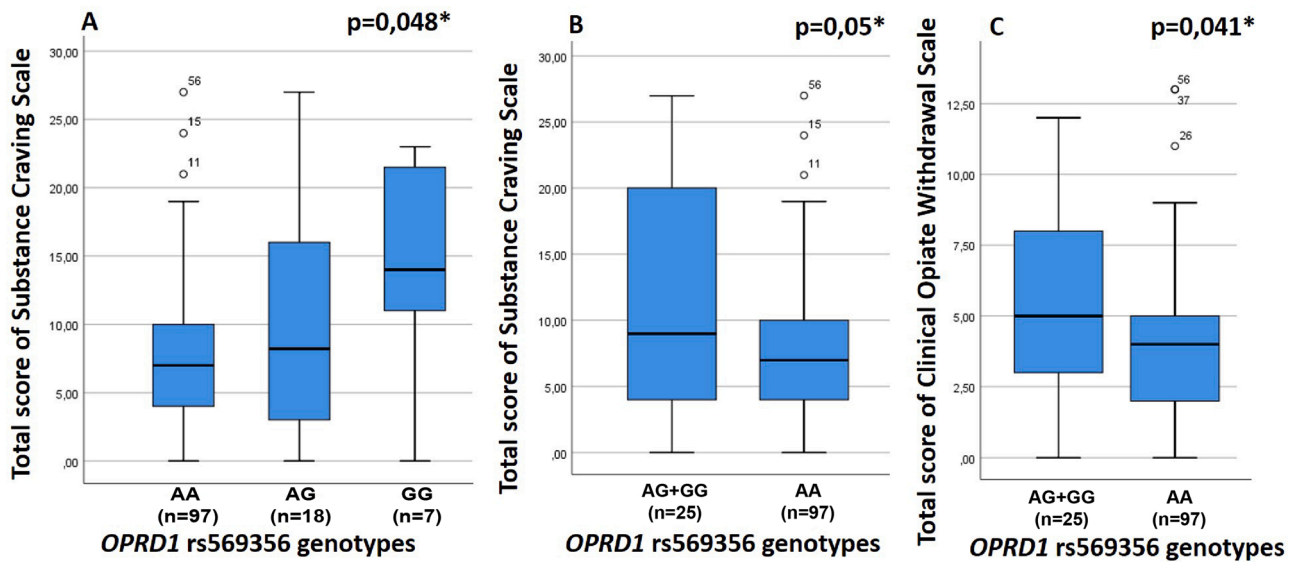 A
p=0,048*
Total score of Substance Craving Scale
30,00
25,00
20,00
15,00
10,00
5,00
,00
56
15
11
AA
(n=97)
AG
(n=18)
GG
(n=7)
OPRD1 rs569356 genotypes
B
p=0,05*
Total score of Substance Craving Scale
30,00
25,00
20,00
15,00
10,00
5,00
,00
56
15
11
AG+GG
(n=25)
AA
(n=97)
OPRD1 rs569356 genotypes
C
p=0,041*
Total score of Clinical Opiate Withdrawal Scale
12,50
10,00
7,50
5,00
2,50
,00
56
37
26
AG+GG
(n=25)
AA
(n=97)
OPRD1 rs569356 genotypes